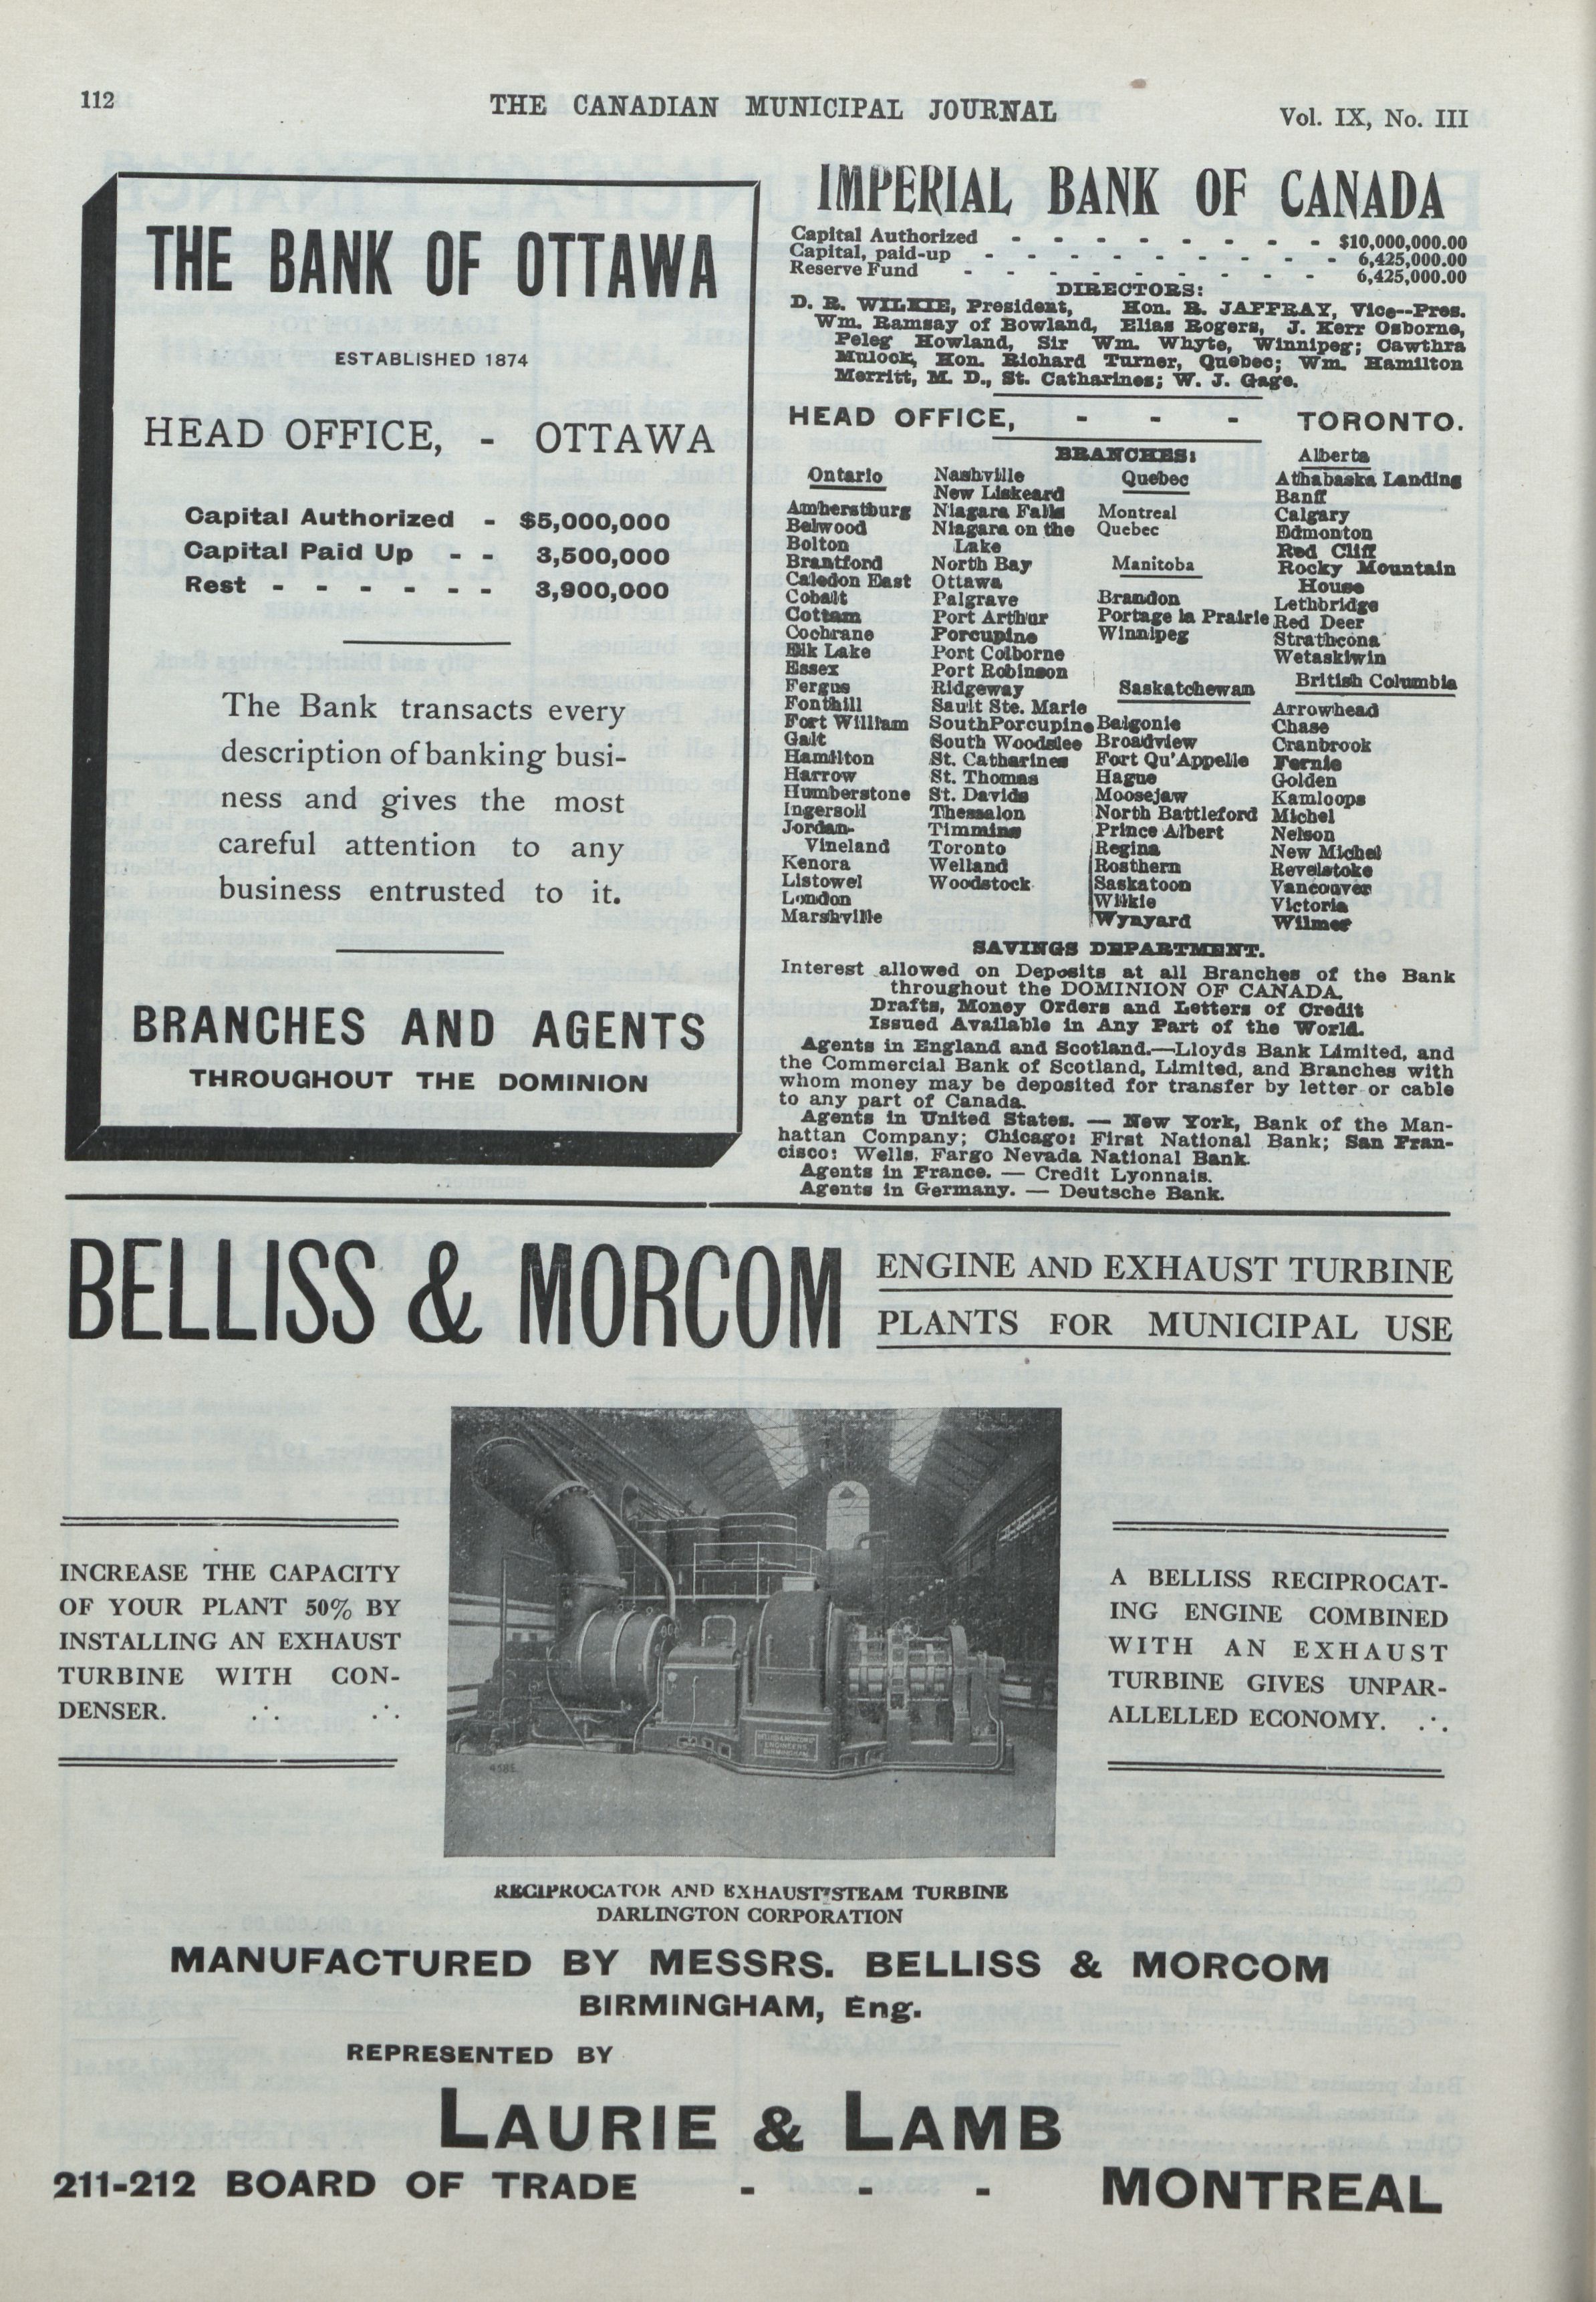 112
THE CANADIAN MUNICIPAL JOURNAL
Vol. IX, No. III
THE BANK OF OTTAWA
ESTABLISHED 1874
HEAD OFFICE, - OTTAWA
Capital Authorized - $5,000,000
Capital Paid Up - - 3,500,000
Rest - - - - - - 3,900,000
The Bank transacts every
description of banking busi-
ness and gives the most
careful attention to any
business entrusted to it.
BRANCHES AND AGENTS
THROUGHOUT THE DOMINION
IMPERIAL BANK OF CANADA
Capital Authorized - - - - - - - - $10,000,000.00
Capital, paid-up - - - - - - - - - 6,425,000.00
Reserve Fund - - - - - - - - - 6,425,000.00
DIRECTORS:
D. R. WILKIE, President, Hon. R. JAFFRAY, Vice--Pres.
Wm. Ramsay of Bowland, Elias Rogers, J. Kerr Osborne,
Peleg Howland, Sir Wm. Whyte, Winnipeg; Cawthra
Mulock, Hon. Richard Turner, Quebec; Wm. Hamilton
Merritt, M. D., St. Catharines; W. J. Gage.
HEAD OFFICE, - - - TORONTO.
BRANCHES:
Ontario
Amherstburg
Belwood
Bolton
Brantford
Caledon East
Cobalt
Cottam
Cochrane
Elk Lake
Essex
Fergus
Fonthill
Fort William
Galt
Hamilton
Harrow
Humberstone
Ingersoll
Jordan-
Vineland
Kenora
Listowel
London
Marshville
Nashville
New Liskeard
Niagara Falls
Niagara on the
Lake
North Bay
Ottawa
Palgrave
Port Arthur
Porcupine
Port Colborne
Port Robinson
Ridgeway
Sault Ste. Marie
SouthPorcupine
South Woodslee
St. Catharines
St. Thomas
St. Davids
Thessalon
Timmins
Toronto
Welland
Woodstock
Quebec
Montreal
Quebec
Manitoba
Brandon
Portage la Prairie
Winnipeg
Saskatchewan
Balgonie
Broadview
Fort Qu'Appelle
Hague
Moosejaw
North Battleford
Prince Albert
Regina
Rosthern
Saskatoon
Wilkie
Wynyard
Alberta
Athabaska Landing
Banff
Calgary
Edmonton
Red Cliff
Rocky Mountain
House
Lethbridge
Red Deer
Strathcona
Wetaskiwin
British Columbia
Arrowhead
Chase
Cranbrook
Fernie
Golden
Kamloops
Michel
Nelson
New Michel
Revelstoke
Vancouver
Victoria
Wilmer
SAVINGS DEPARTMENT.
Interest allowed on Deposits at all Branches of the Bank
throughout the DOMINION OF CANADA.
Drafts, Money Orders and Letters of Credit
Issued Available in Any Part of the World.
Agents in England and Scotland.—Lloyds Bank Limited, and
the Commercial Bank of Scotland, Limited, and Branches with
whom money may be deposited for transfer by letter or cable
to any part of Canada.
Agents in United States. — New York, Bank of the Man-
hattan Company; Chicago: First National Bank; San Fran-
cisco: Wells, Fargo Nevada National Bank.
Agents in France. — Credit Lyonnais.
Agents in Germany. — Deutsche Bank.
BELLISS & MORCOM
ENGINE AND EXHAUST TURBINE
PLANTS FOR MUNICIPAL USE
INCREASE THE CAPACITY
OF YOUR PLANT 50% BY
INSTALLING AN EXHAUST
TURBINE WITH CON-
DENSER. ∴ ∴
BELLISS & MORCOM LD
ENGINEERS
BIRMINGHAM
4585
A BELLISS RECIPROCAT-
ING ENGINE COMBINED
WITH AN EXHAUST
TURBINE GIVES UNPAR-
ALLELLED ECONOMY. ∴
RECIPROCATOR AND EXHAUST STEAM TURBINE
DARLINGTON CORPORATION
MANUFACTURED BY MESSRS. BELLISS & MORCOM
BIRMINGHAM, Eng.
REPRESENTED BY
LAURIE & LAMB
211-212 BOARD OF TRADE - - - MONTREAL